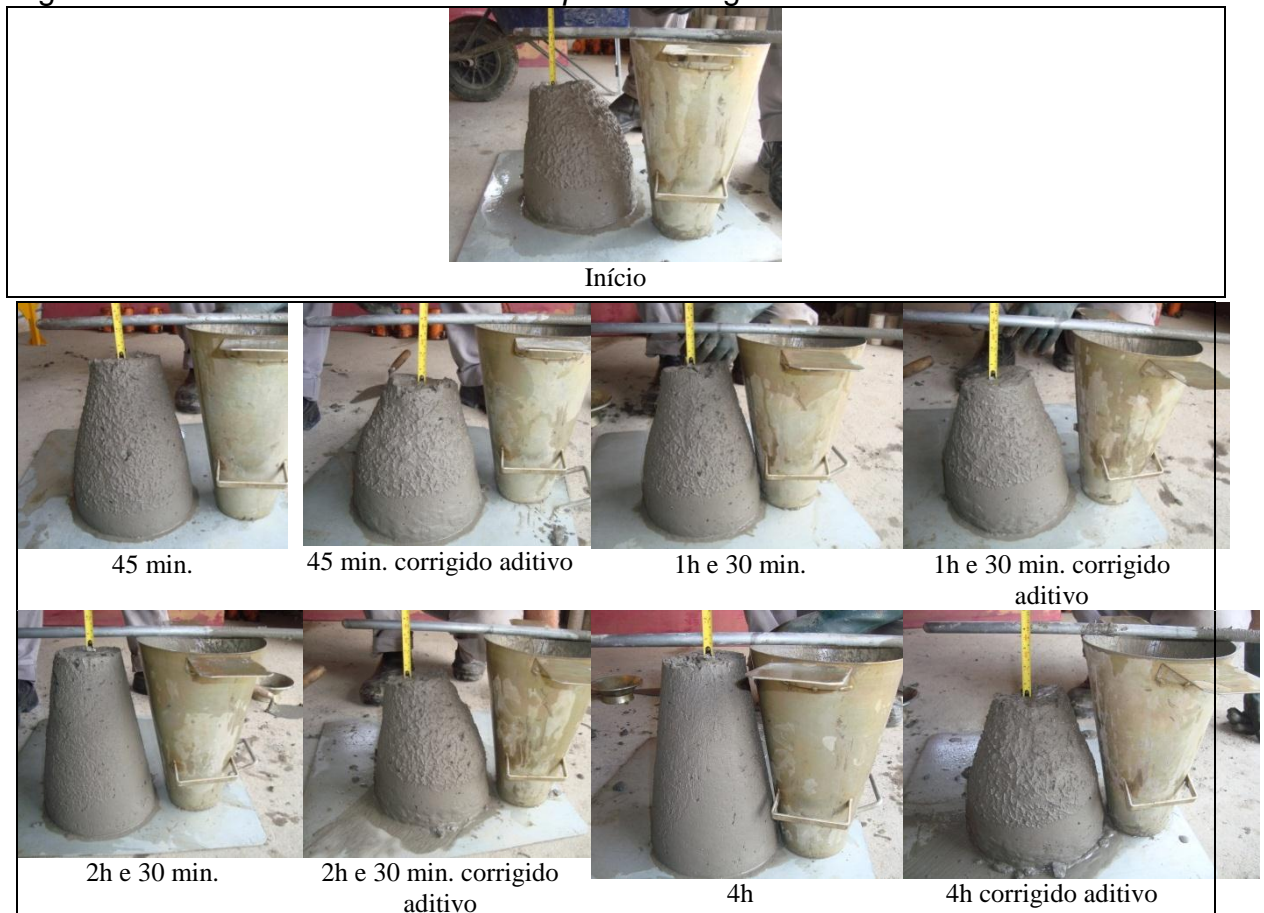 Início
45 min.
45 min. corrigido aditivo
1h e 30 min.
1h e 30 min. corrigido
aditivo
2h e 30 min.
2h e 30 min. corrigido
aditivo
4h
4h corrigido aditivo